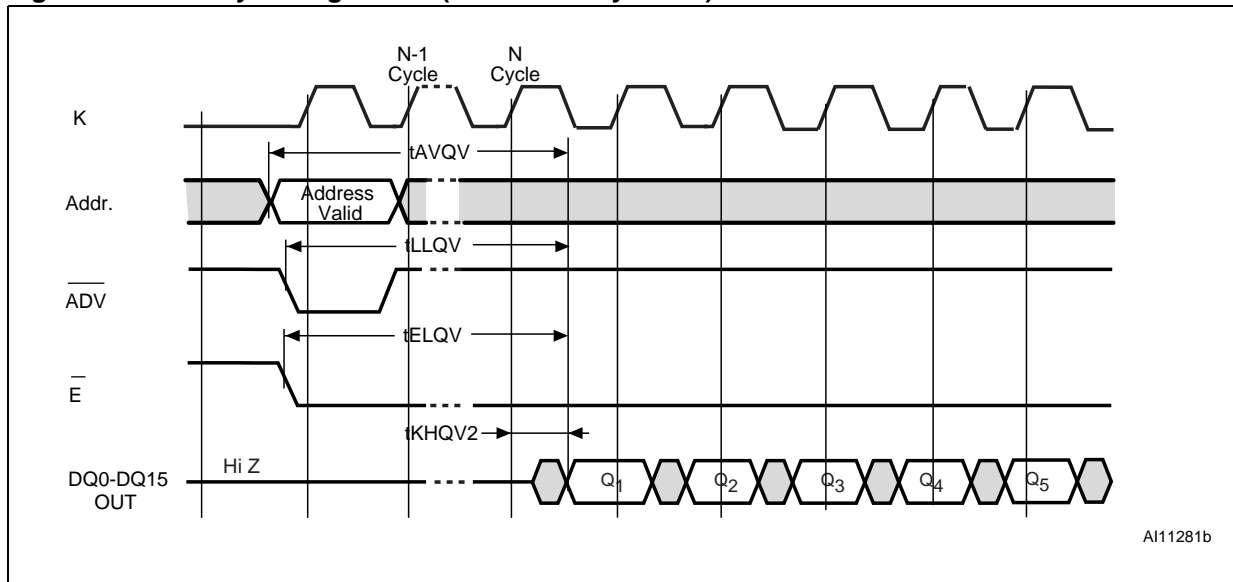 N-1
Cycle
N
Cycle
K
tAVQV
Addr.
Address
Valid
tLLQV
ADV
tELQV
E
tKHQV2
DQ0-DQ15
OUT
Hi Z
Q1
Q2
Q3
Q4
Q5
AI11281b